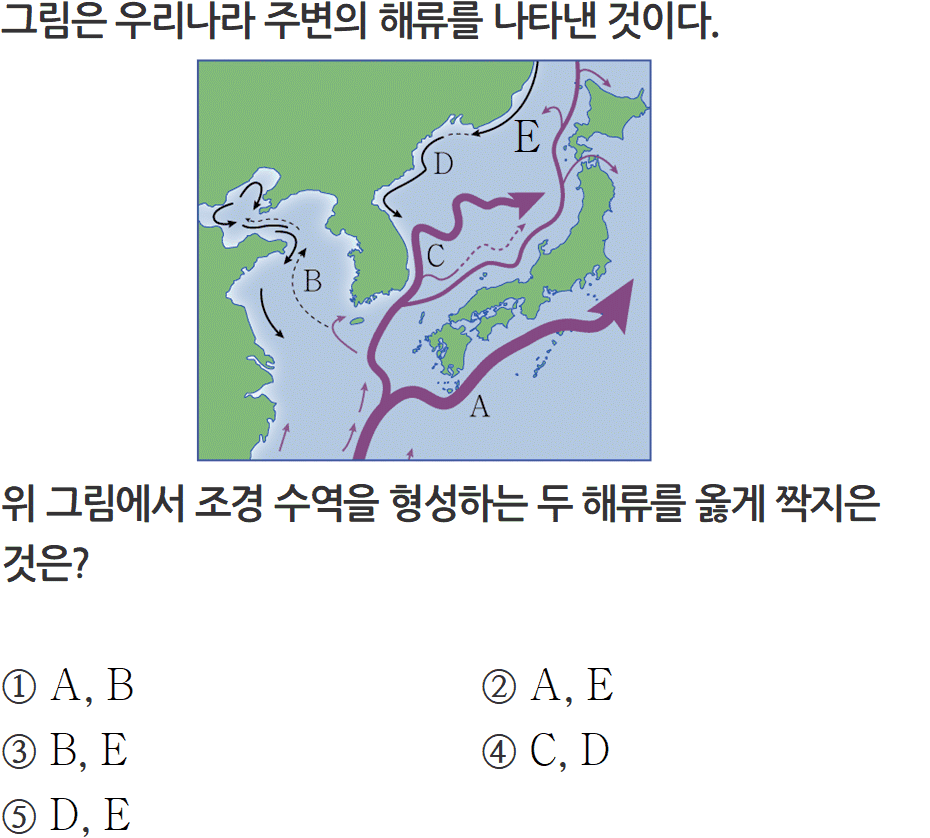 그림은 우리나라 주변의 해류를 나타낸 것이다.
E
D
C
B
A
위 그림에서 조경 수역을 형성하는 두 해류를 옳게 짝지은
것은?
① A, B ② A, E
③ B, E ④ C, D
⑤ D, E